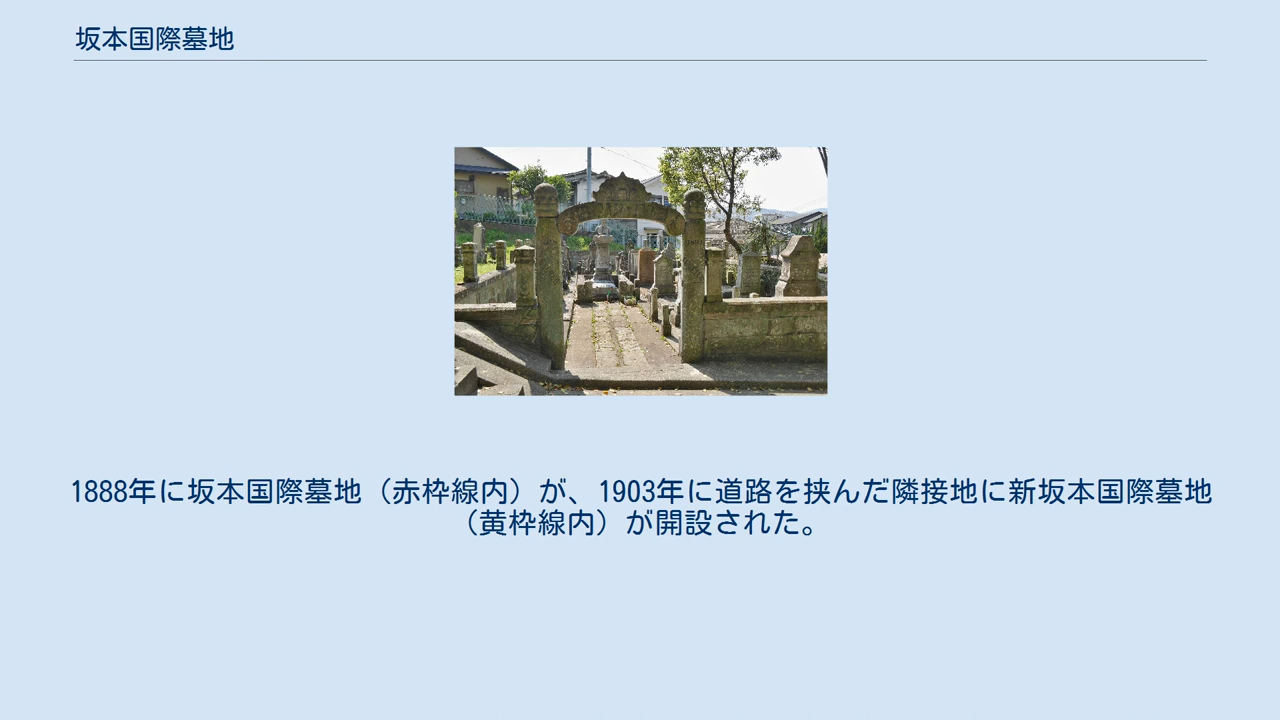 坂本国際墓地
1888年に坂本国際墓地（赤枠線内）が、1903年に道路を挟んだ隣接地に新坂本国際墓地
（黄枠線内）が開設された。